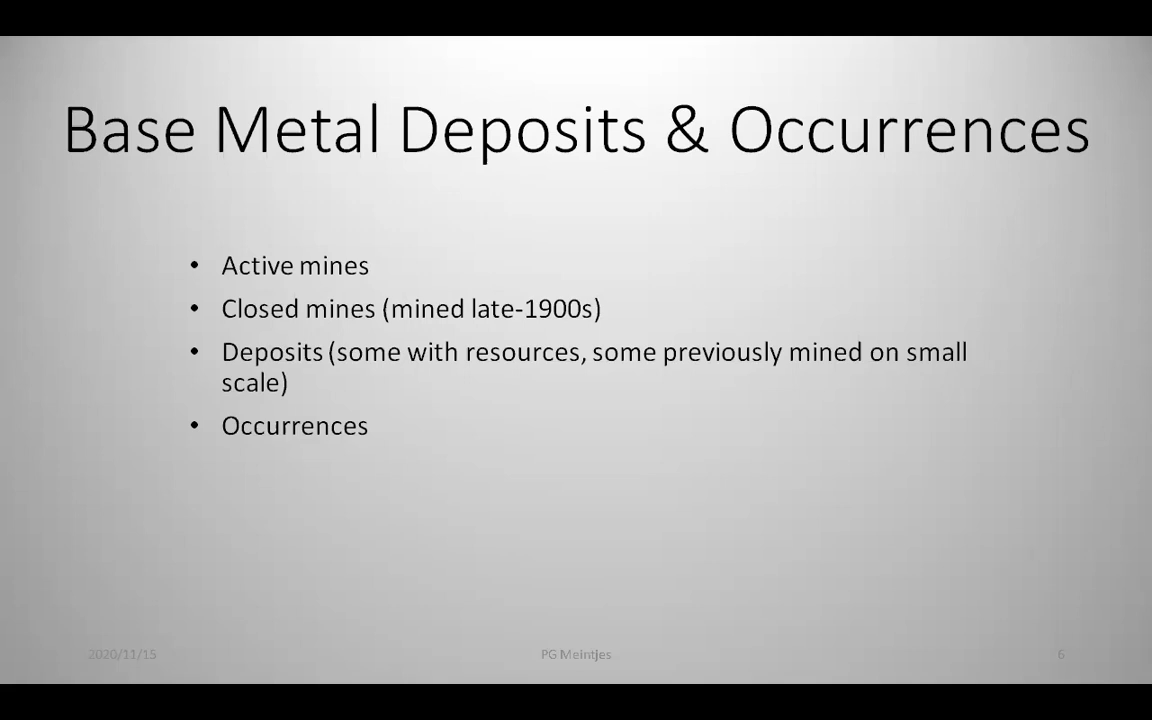 Base Metal Deposits & Occurrences
• Active mines
• Closed mines (mined late-1900s)
• Deposits (some with resources, some previously mined on small
scale)
• Occurrences
2020/11/15
PG Meintjes
6